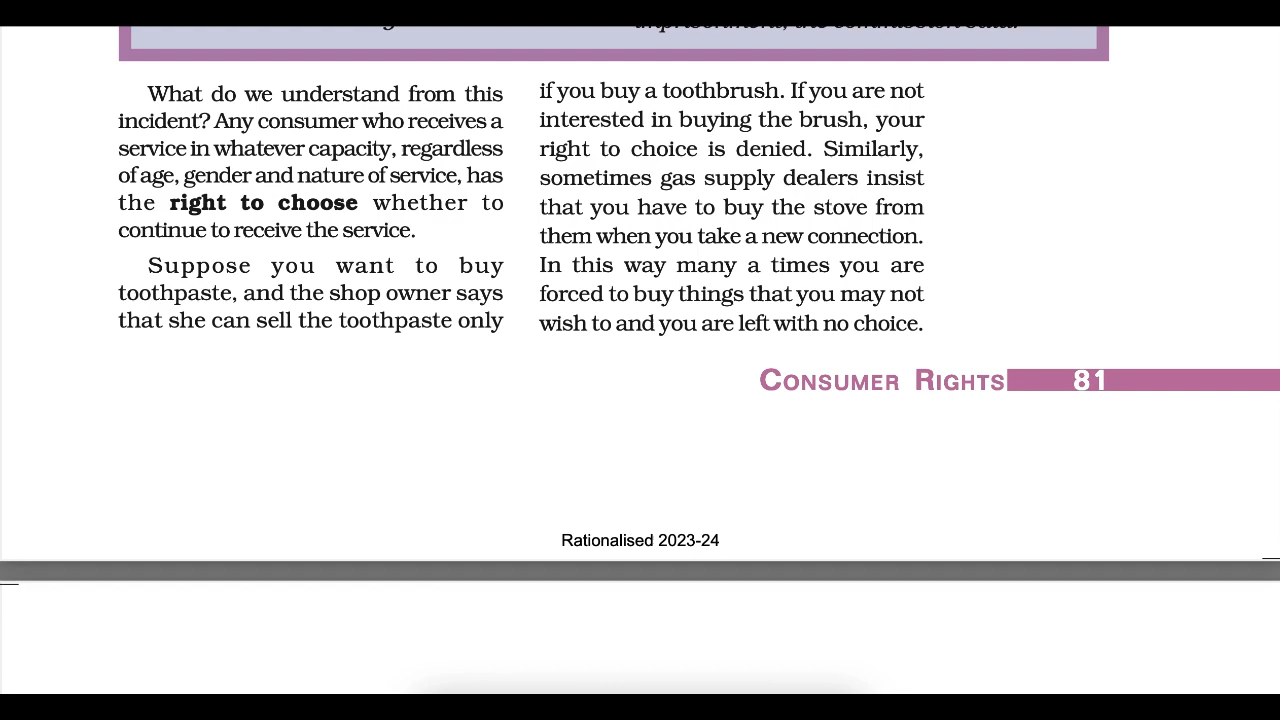 What do we understand from this
incident? Any consumer who receives a
service in whatever capacity, regardless
of age, gender and nature of service, has
the right to choose whether to
continue to receive the service.
Suppose you want to buy
toothpaste, and the shop owner says
that she can sell the toothpaste only
if you buy a toothbrush. If you are not
interested in buying the brush, your
right to choice is denied. Similarly,
sometimes gas supply dealers insist
that you have to buy the stove from
them when you take a new connection.
In this way many a times you are
forced to buy things that you may not
wish to and you are left with no choice.
CONSUMER RIGHTS 81
Rationalised 2023-24